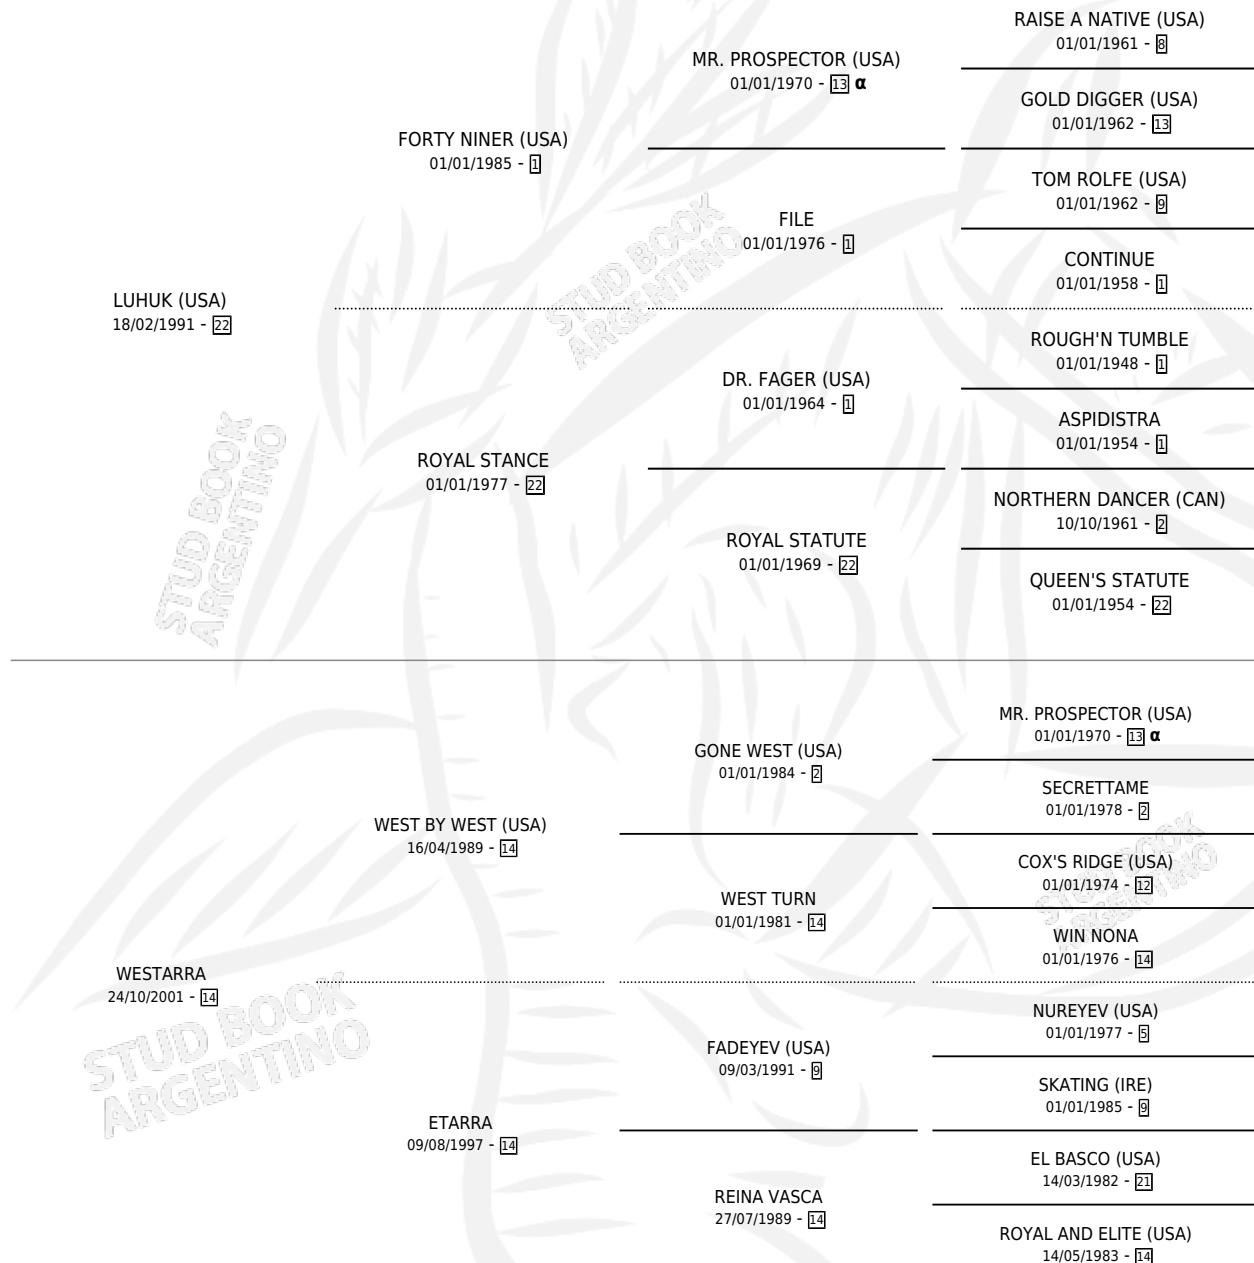 RAISE A NATIVE (USA)
01/01/1961 - 8
MR. PROSPECTOR (USA)
01/01/1970 - 13 α
GOLD DIGGER (USA)
01/01/1962 - 13
FORTY NINER (USA)
01/01/1985 - 1
TOM ROLFE (USA)
01/01/1962 - 9
FILE
01/01/1976 - 1
CONTINUE
01/01/1958 - 1
LUHUK (USA)
18/02/1991 - 22
ROUGH'N TUMBLE
01/01/1948 - 1
DR. FAGER (USA)
01/01/1964 - 1
ASPIDISTRA
01/01/1954 - 1
ROYAL STANCE
01/01/1977 - 22
NORTHERN DANCER (CAN)
10/10/1961 - 2
ROYAL STATUTE
01/01/1969 - 22
QUEEN'S STATUTE
01/01/1954 - 22
MR. PROSPECTOR (USA)
01/01/1970 - 13 α
GONE WEST (USA)
01/01/1984 - 2
SECRETTAME
01/01/1978 - 2
WEST BY WEST (USA)
16/04/1989 - 14
COX'S RIDGE (USA)
01/01/1974 - 12
WEST TURN
01/01/1981 - 14
WIN NONA
01/01/1976 - 14
WESTARRA
24/10/2001 - 14
NUREYEV (USA)
01/01/1977 - 5
FADEYEV (USA)
09/03/1991 - 9
SKATING (IRE)
01/01/1985 - 9
ETARRA
09/08/1997 - 14
EL BASCO (USA)
14/03/1982 - 21
REINA VASCA
27/07/1989 - 14
ROYAL AND ELITE (USA)
14/05/1983 - 14
STUD BOOK
ARGENTINO
STUD BOOK
ARGENTINO
STUD BOOK
ARGENTINO
STUD BOOK
ARGENTINO